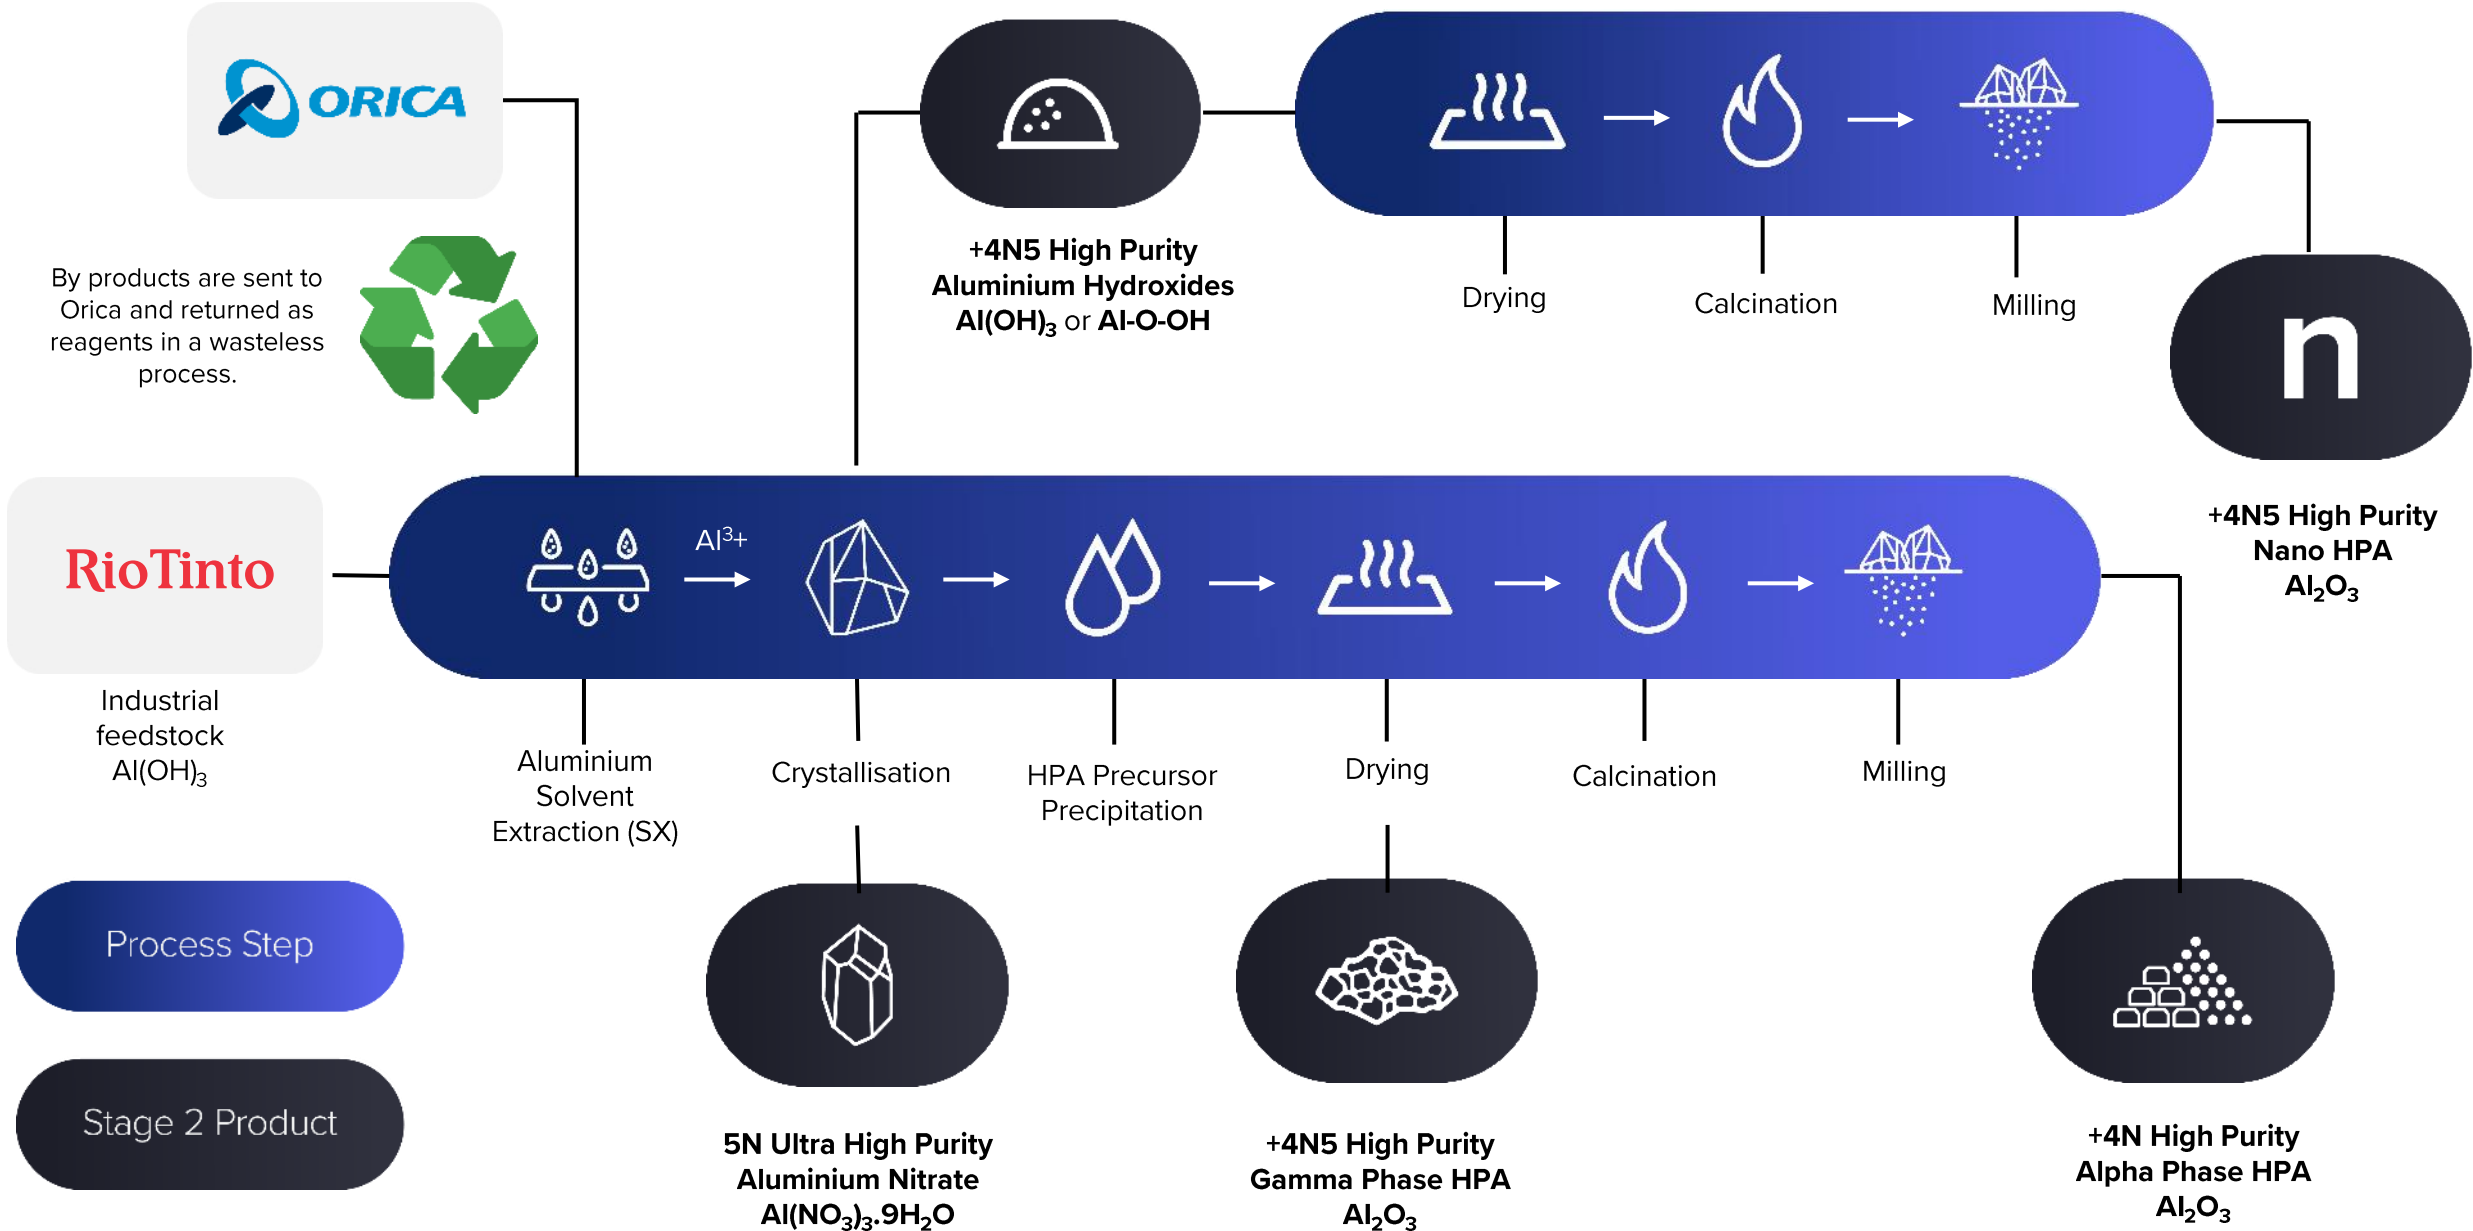 ORICA
By products are sent to
Orica and returned as
reagents in a wasteless
process.
+4N5 High Purity
Aluminium Hydroxides
Al(OH)₃ or Al-O-OH
Drying
Calcination
Milling
n
+4N5 High Purity
Nano HPA
Al₂O₃
RioTinto
Industrial
feedstock
Al(OH)₃
Al³+
Aluminium
Solvent
Extraction (SX)
Crystallisation
HPA Precursor
Precipitation
Drying
Calcination
Milling
Process Step
Stage 2 Product
5N Ultra High Purity
Aluminium Nitrate
Al(NO₃)₃.9H₂O
+4N5 High Purity
Gamma Phase HPA
Al₂O₃
+4N High Purity
Alpha Phase HPA
Al₂O₃